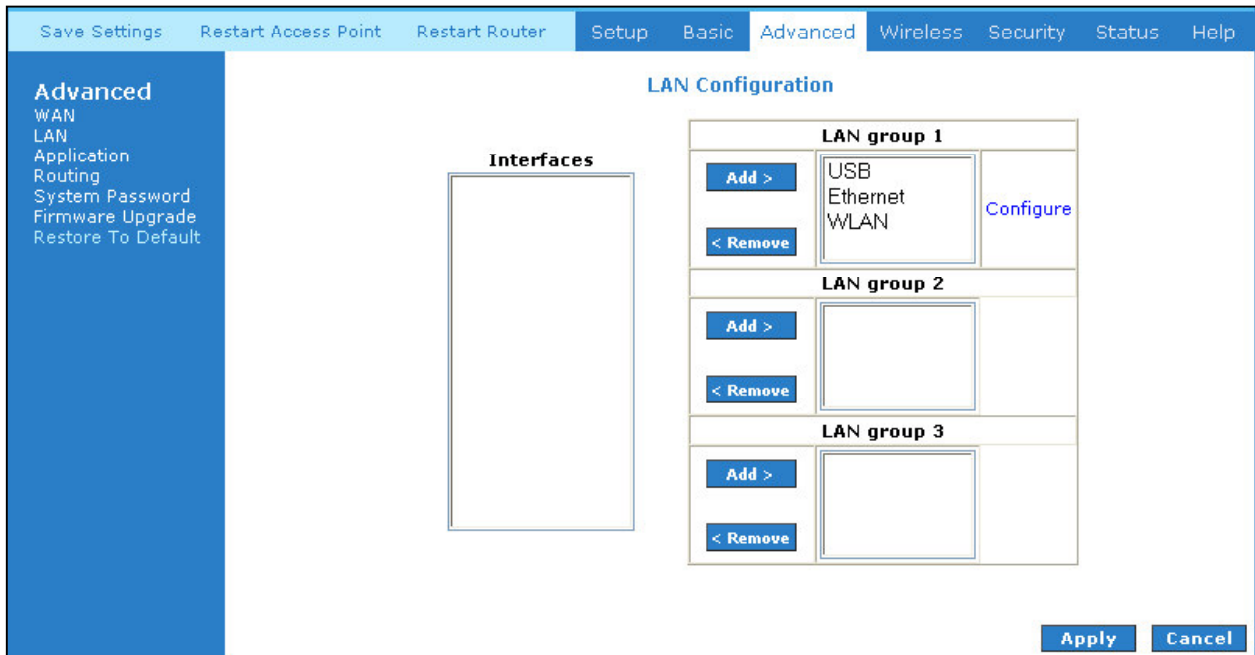 Save Settings Restart Access Point Restart Router Setup Basic Advanced Wireless Security Status Help
Advanced
WAN
LAN
Application
Routing
System Password
Firmware Upgrade
Restore To Default
LAN Configuration
Interfaces
LAN group 1
Add >
< Remove
USB
Ethernet
WLAN
Configure
LAN group 2
Add >
< Remove
LAN group 3
Add >
< Remove
Apply Cancel